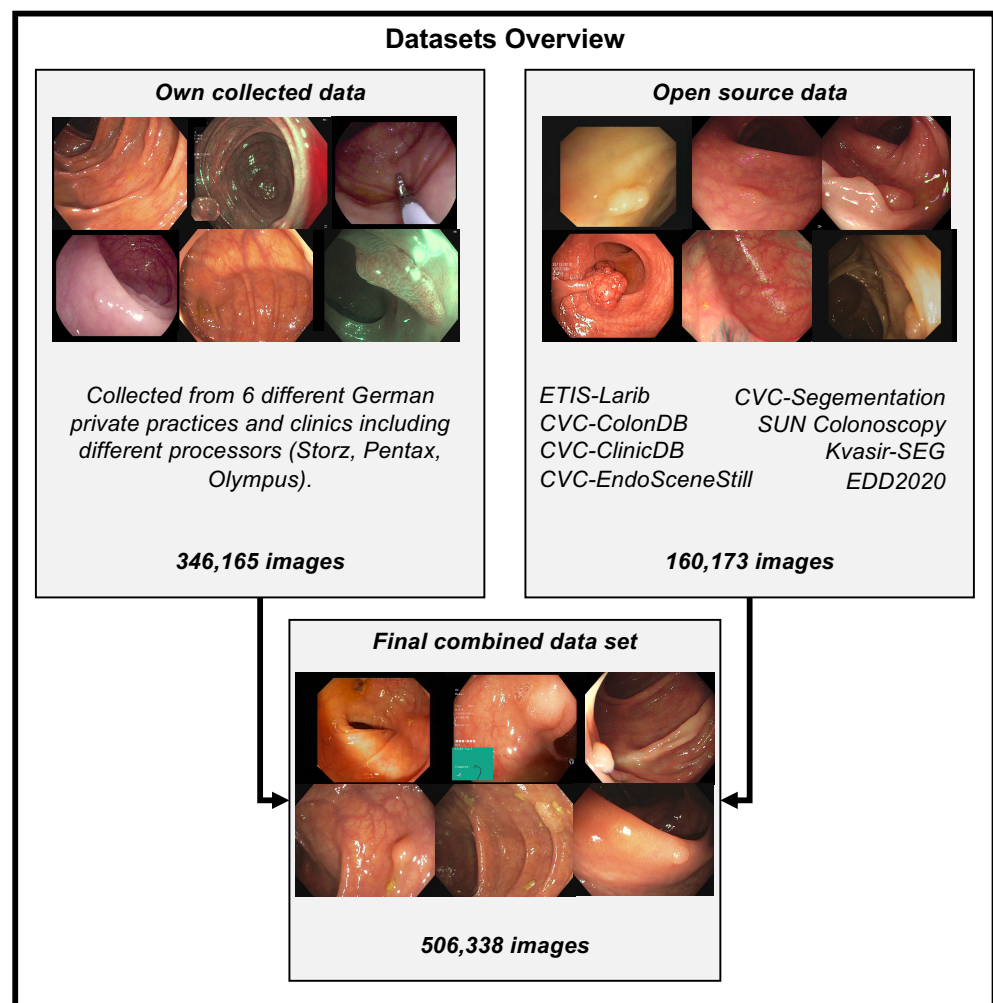 Datasets Overview
Own collected data
Collected from 6 different German
private practices and clinics including
different processors (Storz, Pentax,
Olympus).
346,165 images
Open source data
ETIS-Larib
CVC-ColonDB
CVC-ClinicDB
CVC-EndoSceneStill
CVC-Segementation
SUN Colonoscopy
Kvasir-SEG
EDD2020
160,173 images
Final combined data set
506,338 images